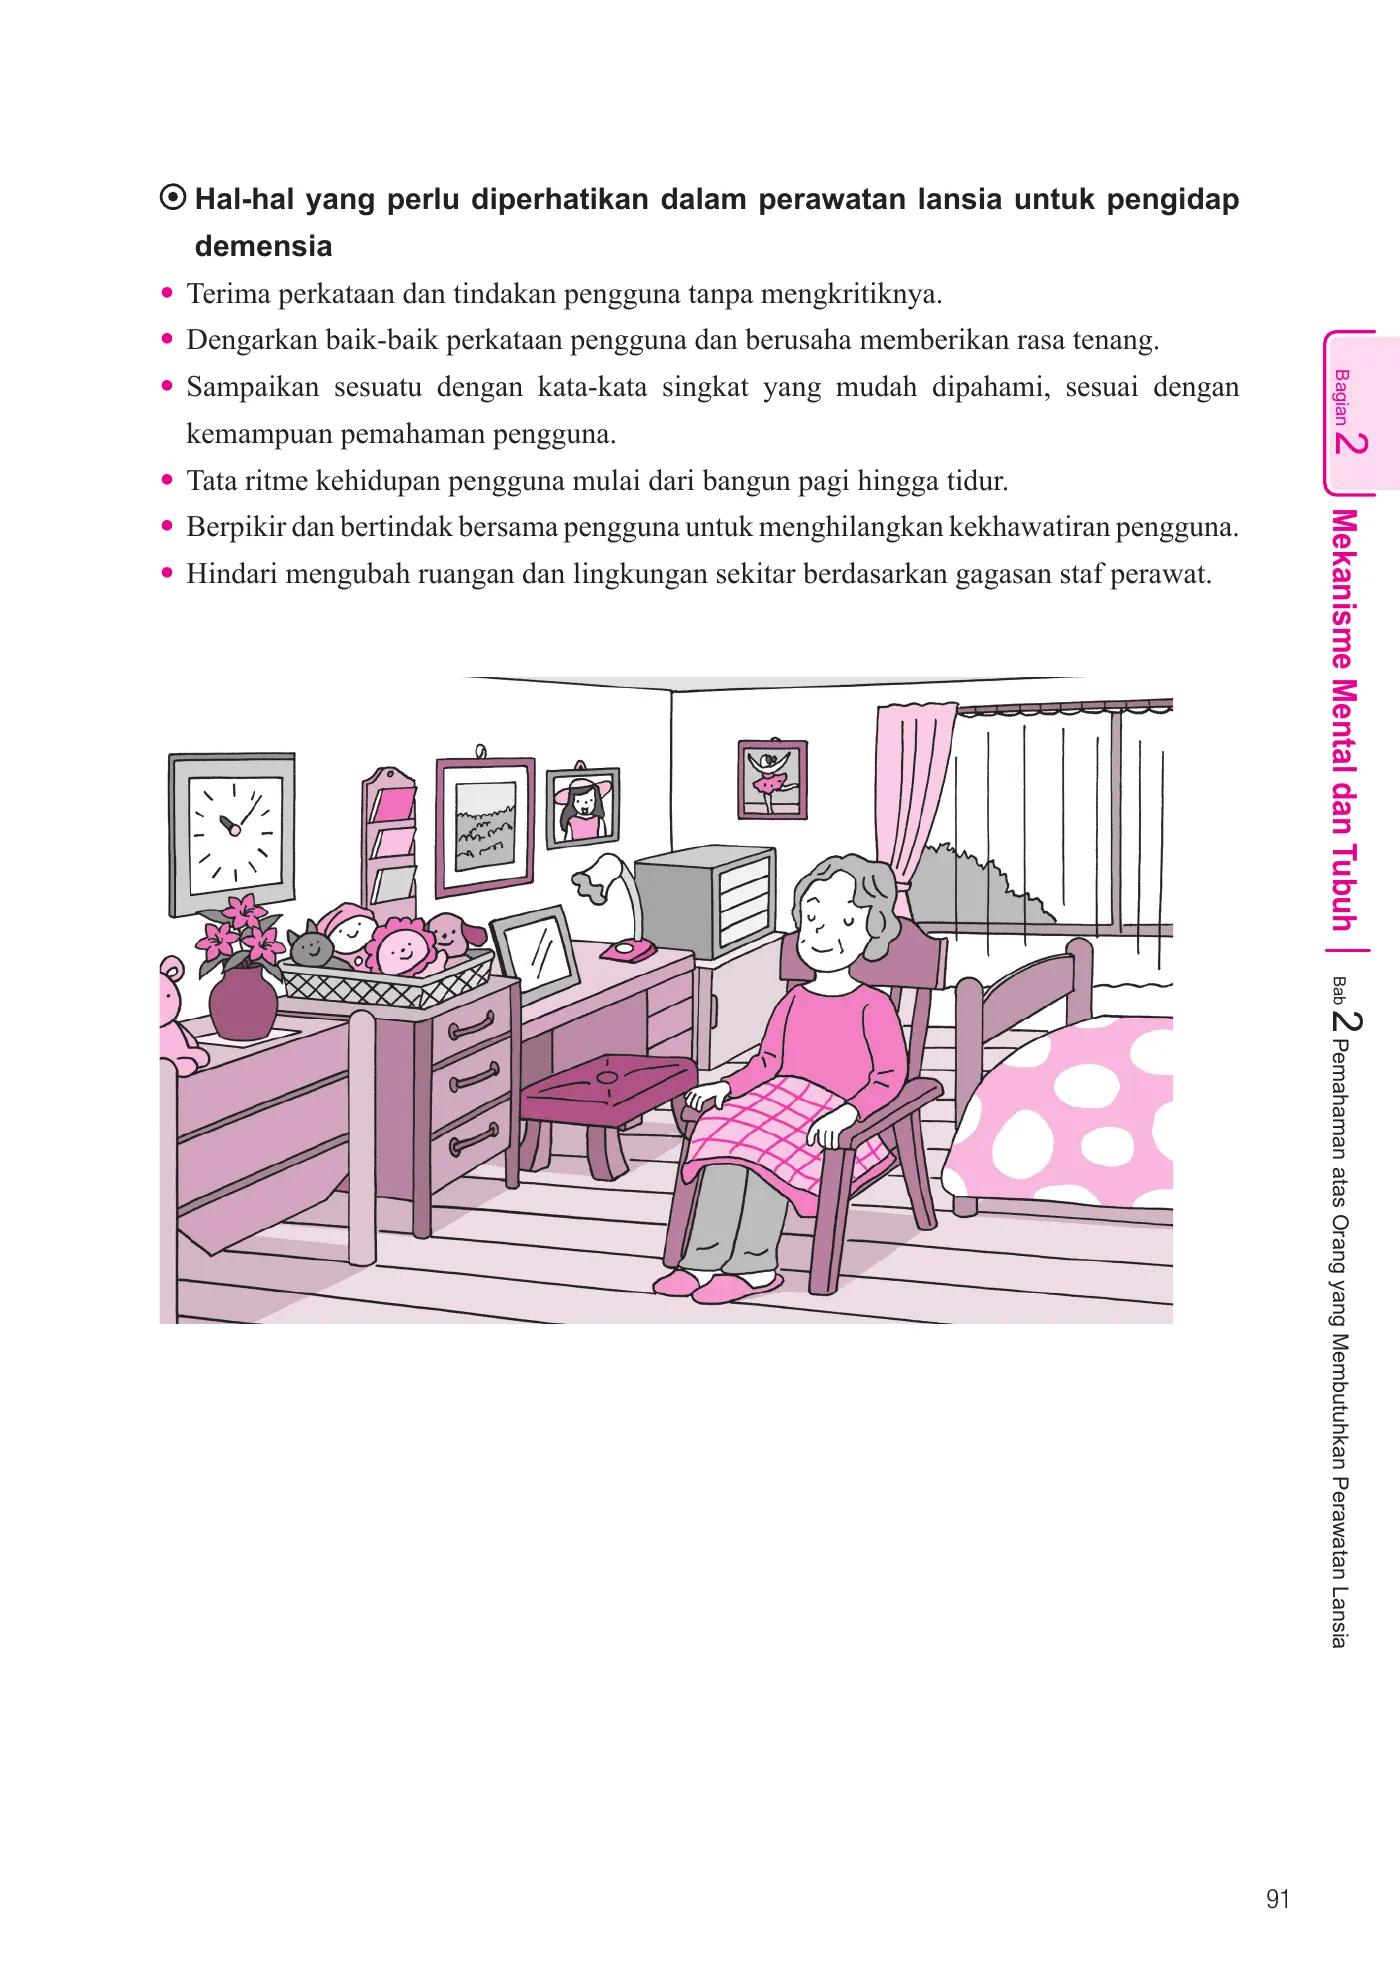 Hal-hal yang perlu diperhatikan dalam perawatan lansia untuk pengidap
demensia
• Terima perkataan dan tindakan pengguna tanpa mengkritiknya.
• Dengarkan baik-baik perkataan pengguna dan berusaha memberikan rasa tenang.
• Sampaikan sesuatu dengan kata-kata singkat yang mudah dipahami, sesuai dengan
kemampuan pemahaman pengguna.
• Tata ritme kehidupan pengguna mulai dari bangun pagi hingga tidur.
• Berpikir dan bertindak bersama pengguna untuk menghilangkan kekhawatiran pengguna.
• Hindari mengubah ruangan dan lingkungan sekitar berdasarkan gagasan staf perawat.
Bagian 2 Mekanisme Mental dan Tubuh
Bab 2 Pemahaman atas Orang yang Membutuhkan Perawatan Lansia
91